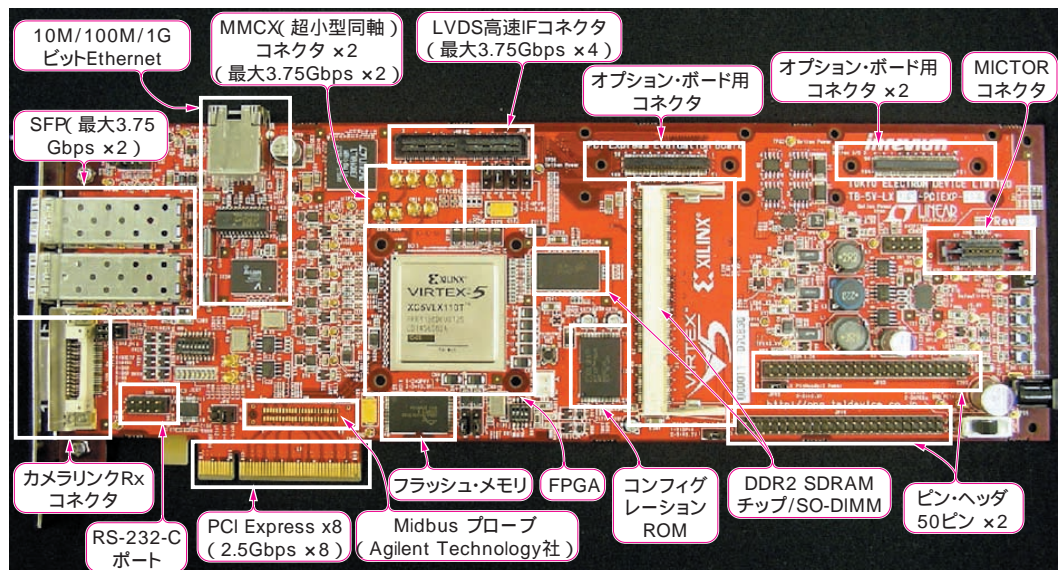 10M/100M/1G
ビットEthernet
MMCX(超小型同軸)
コネクタ ×2
(最大3.75Gbps ×2)
LVDS高速IFコネクタ
(最大3.75Gbps ×4)
オプション・ボード用
コネクタ
オプション・ボード用
コネクタ ×2
MICTOR
コネクタ
SFP(最大3.75
Gbps ×2)
inrevium
TOKYO ELECTRON DEVICE LIMITED
LINEAR
XILINX
VIRTEX-5
XC5VLX110T
XILINX
VIRTEX 5
カメラリンクRx
コネクタ
RS-232-C
ポート
PCI Express x8
(2.5Gbps ×8)
Midbus プローブ
(Agilent Technology社)
フラッシュ・メモリ
FPGA
コンフィグ
レーション
ROM
DDR2 SDRAM
チップ/SO-DIMM
ピン・ヘッダ
50ピン ×2